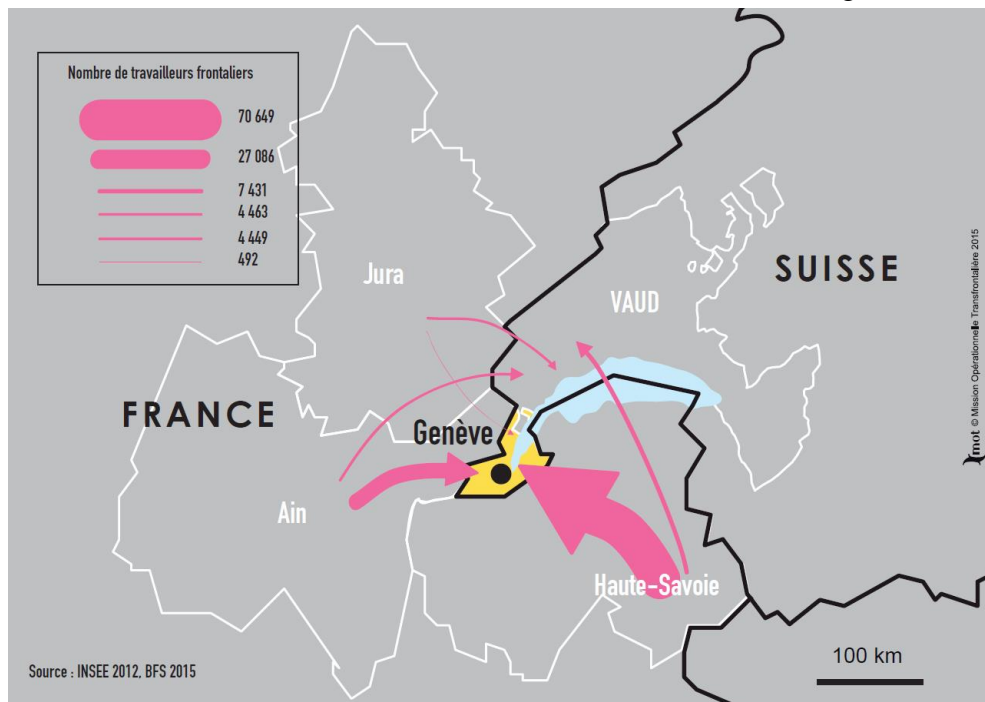 Nombre de travailleurs frontaliers
70 649
27 086
7 431
4 463
4 449
492
Jura
VAUD
SUISSE
FRANCE
Genève
Ain
Haute-Savoie
Source : INSEE 2012, BFS 2015
100 km
mot © Mission Opérationnelle Transfrontalière 2015